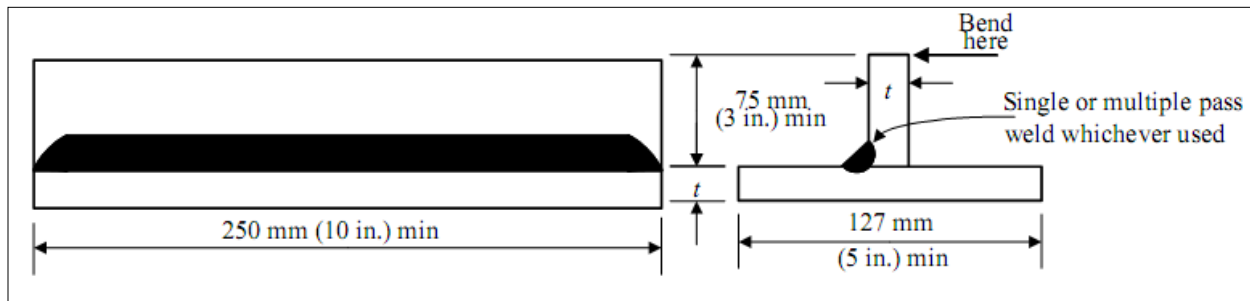 Bend
here
75 mm
(3 in.) min
t
Single or multiple pass
weld whichever used
t
250 mm (10 in.) min
127 mm
(5 in.) min